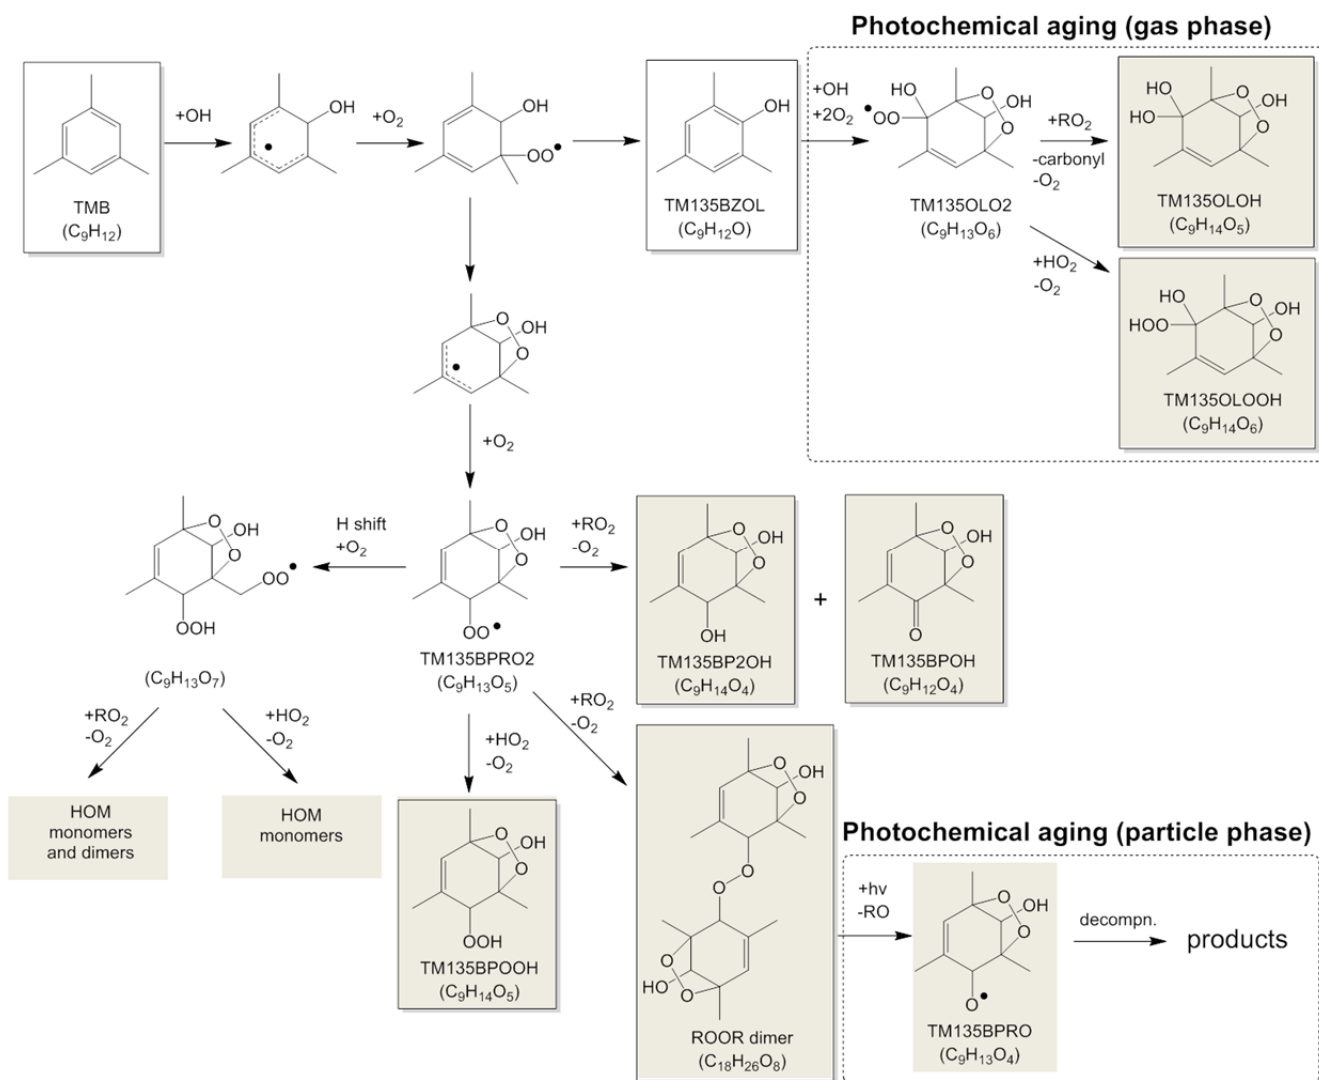 Photochemical aging (gas phase)
+OH
OH
+O₂
OH
OO•
OH
TMB
(C₉H₁₂)
TM135BZOL
(C₉H₁₂O)
+OH
+2O₂
HO
•OO
O
OH
O
TM135OLO2
(C₉H₁₃O₆)
+RO₂
-carbonyl
-O₂
HO
HO
O
OH
O
TM135OLOH
(C₉H₁₄O₅)
+HO₂
-O₂
HO
HOO
O
OH
O
TM135OLOOH
(C₉H₁₄O₆)
O
OH
O
+O₂
O
OH
O
OO•
OOH
(C₉H₁₃O₇)
H shift
+O₂
O
OH
O
OO•
TM135BPRO2
(C₉H₁₃O₅)
+RO₂
-O₂
O
OH
O
OH
TM135BP2OH
(C₉H₁₄O₄)
+
O
OH
O
O
TM135BPOH
(C₉H₁₂O₄)
+RO₂
-O₂
+HO₂
-O₂
+HO₂
-O₂
+RO₂
-O₂
HOM
monomers
and dimers
HOM
monomers
O
OH
O
OOH
TM135BPOOH
(C₉H₁₄O₅)
O
OH
O
O
O
O
HO
O
ROOR dimer
(C₁₈H₂₆O₈)
Photochemical aging (particle phase)
+hv
-RO
O
OH
O
O•
TM135BPRO
(C₉H₁₃O₄)
decompn.
products